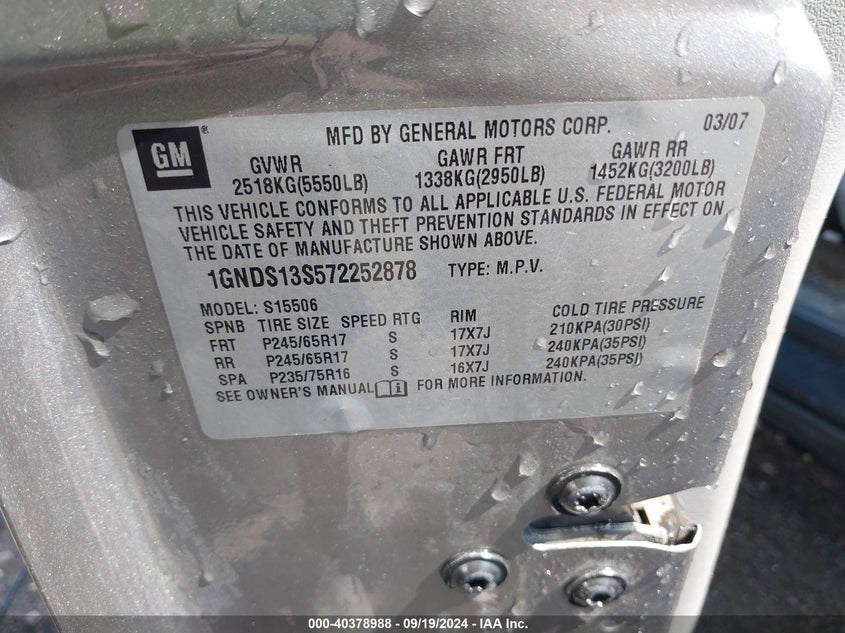 GM ®
MFD BY GENERAL MOTORS CORP. 03/07
GVWR GAWR FRT GAWR RR
2518KG(5550LB) 1338KG(2950LB) 1452KG(3200LB)
THIS VEHICLE CONFORMS TO ALL APPLICABLE U.S. FEDERAL MOTOR
VEHICLE SAFETY AND THEFT PREVENTION STANDARDS IN EFFECT ON
THE DATE OF MANUFACTURE SHOWN ABOVE.
1GNDS13S572252878 TYPE: M.P.V.
MODEL: S15506
SPNB TIRE SIZE SPEED RTG RIM COLD TIRE PRESSURE
FRT P245/65R17 S 17X7J 210KPA(30PSI)
RR P245/65R17 S 17X7J 240KPA(35PSI)
SPA P235/75R16 S 16X7J 240KPA(35PSI)
SEE OWNER'S MANUAL i FOR MORE INFORMATION.
000-40378988 - 09/19/2024 - IAA Inc.